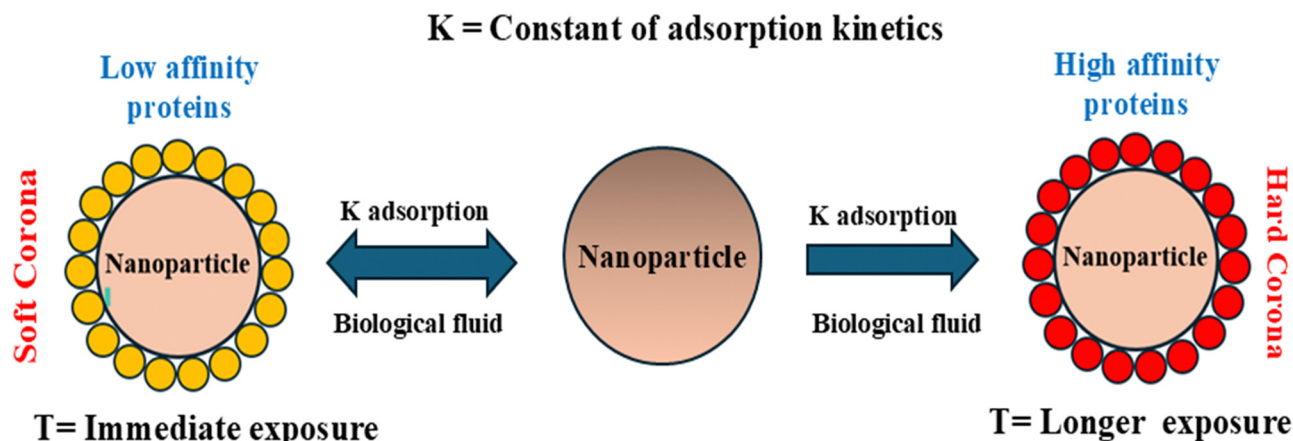 K = Constant of adsorption kinetics
Low affinity
proteins
High affinity
proteins
Soft Corona
Nanoparticle
K adsorption
Biological fluid
Nanoparticle
K adsorption
Biological fluid
Nanoparticle
Hard Corona
T= Immediate exposure
T= Longer exposure